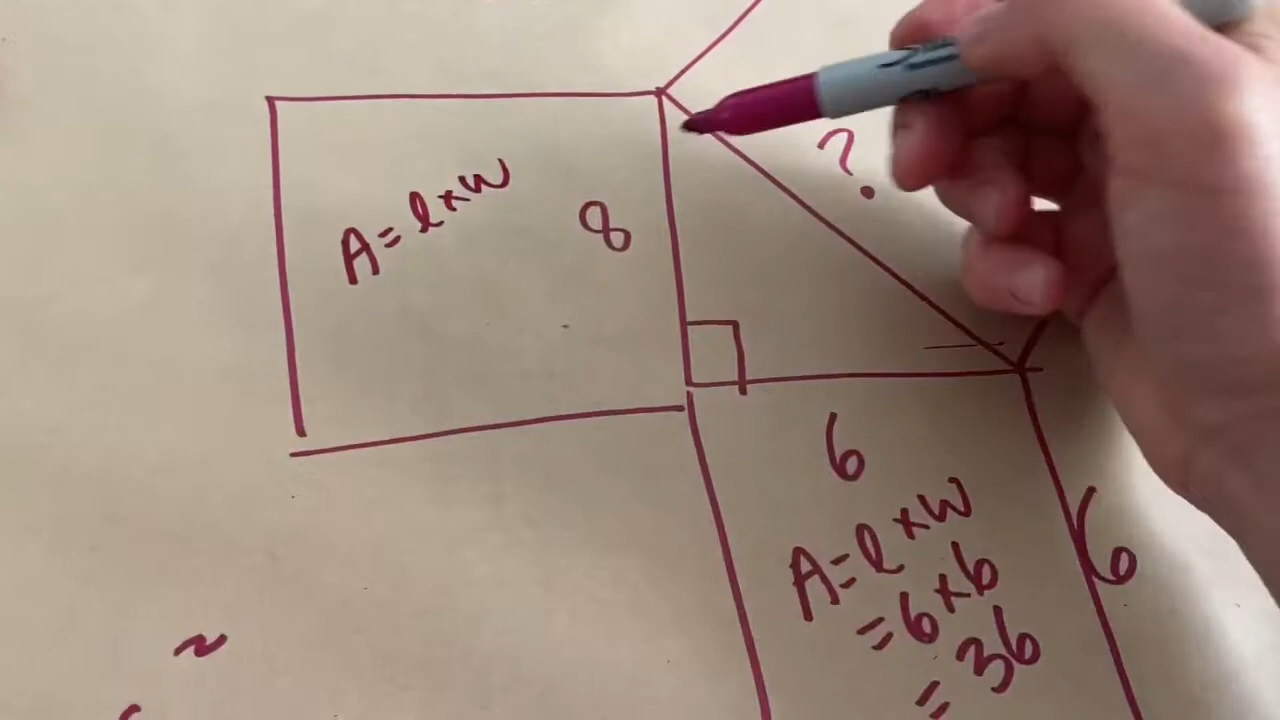 A = l × w
8
?
6
A = l × w
= 6 × 6
= 36
6